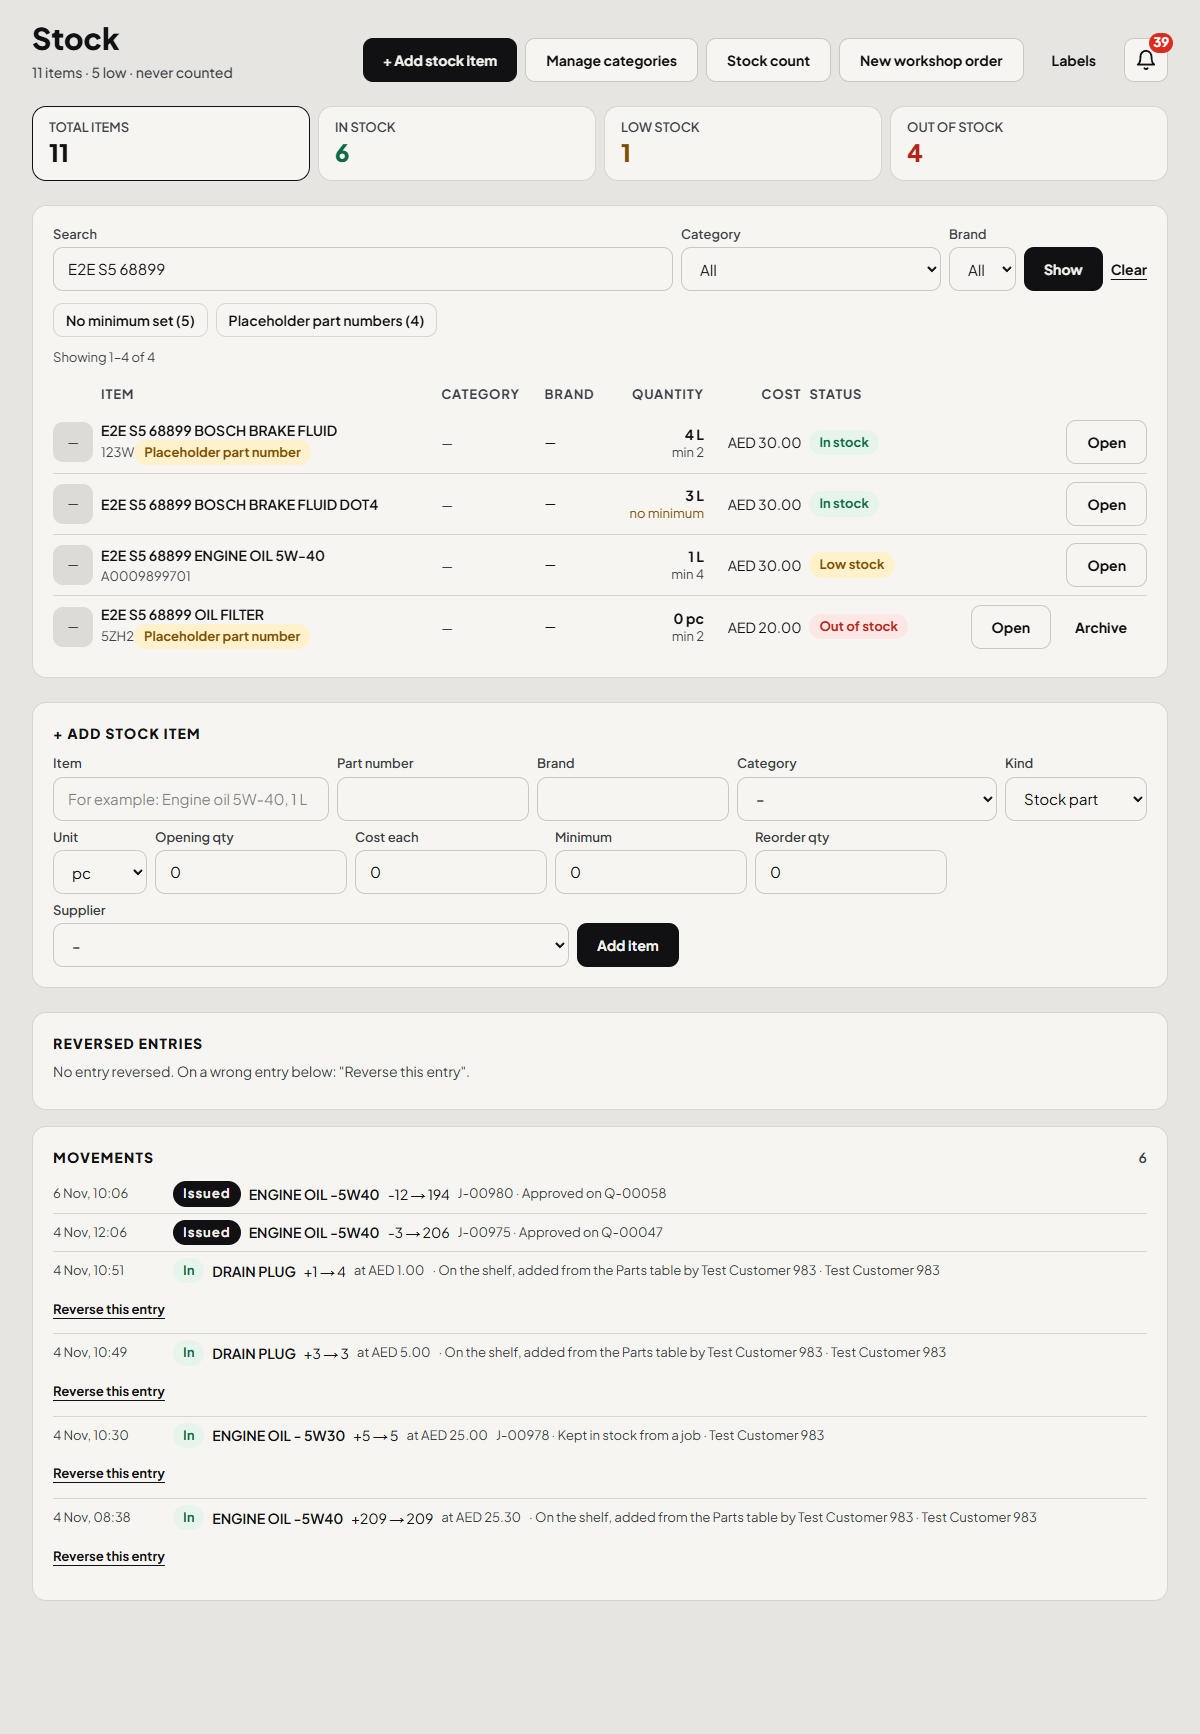 Stock
11 items · 5 low · never counted
+ Add stock item
Manage categories
Stock count
New workshop order
Labels
39
TOTAL ITEMS
11
IN STOCK
6
LOW STOCK
1
OUT OF STOCK
4
Search
Category
Brand
E2E S5 68899
All
All
Show
Clear
No minimum set (5)
Placeholder part numbers (4)
Showing 1–4 of 4
ITEM CATEGORY BRAND QUANTITY COST STATUS
— E2E S5 68899 BOSCH BRAKE FLUID
123W Placeholder part number
— — 4 L
min 2
AED 30.00 In stock Open
— E2E S5 68899 BOSCH BRAKE FLUID DOT4
— — 3 L
no minimum
AED 30.00 In stock Open
— E2E S5 68899 ENGINE OIL 5W-40
A0009899701
— — 1 L
min 4
AED 30.00 Low stock Open
— E2E S5 68899 OIL FILTER
5ZH2 Placeholder part number
— — 0 pc
min 2
AED 20.00 Out of stock Open Archive
+ ADD STOCK ITEM
Item Part number Brand Category Kind
For example: Engine oil 5W-40, 1 L
–
Stock part
Unit Opening qty Cost each Minimum Reorder qty
pc 0 0 0 0
Supplier
–
Add item
REVERSED ENTRIES
No entry reversed. On a wrong entry below: "Reverse this entry".
MOVEMENTS 6
6 Nov, 10:06 Issued ENGINE OIL -5W40 -12 → 194 J-00980 · Approved on Q-00058
4 Nov, 12:06 Issued ENGINE OIL -5W40 -3 → 206 J-00975 · Approved on Q-00047
4 Nov, 10:51 In DRAIN PLUG +1 → 4 at AED 1.00 · On the shelf, added from the Parts table by Test Customer 983 · Test Customer 983
Reverse this entry
4 Nov, 10:49 In DRAIN PLUG +3 → 3 at AED 5.00 · On the shelf, added from the Parts table by Test Customer 983 · Test Customer 983
Reverse this entry
4 Nov, 10:30 In ENGINE OIL - 5W30 +5 → 5 at AED 25.00 J-00978 · Kept in stock from a job · Test Customer 983
Reverse this entry
4 Nov, 08:38 In ENGINE OIL -5W40 +209 → 209 at AED 25.30 · On the shelf, added from the Parts table by Test Customer 983 · Test Customer 983
Reverse this entry